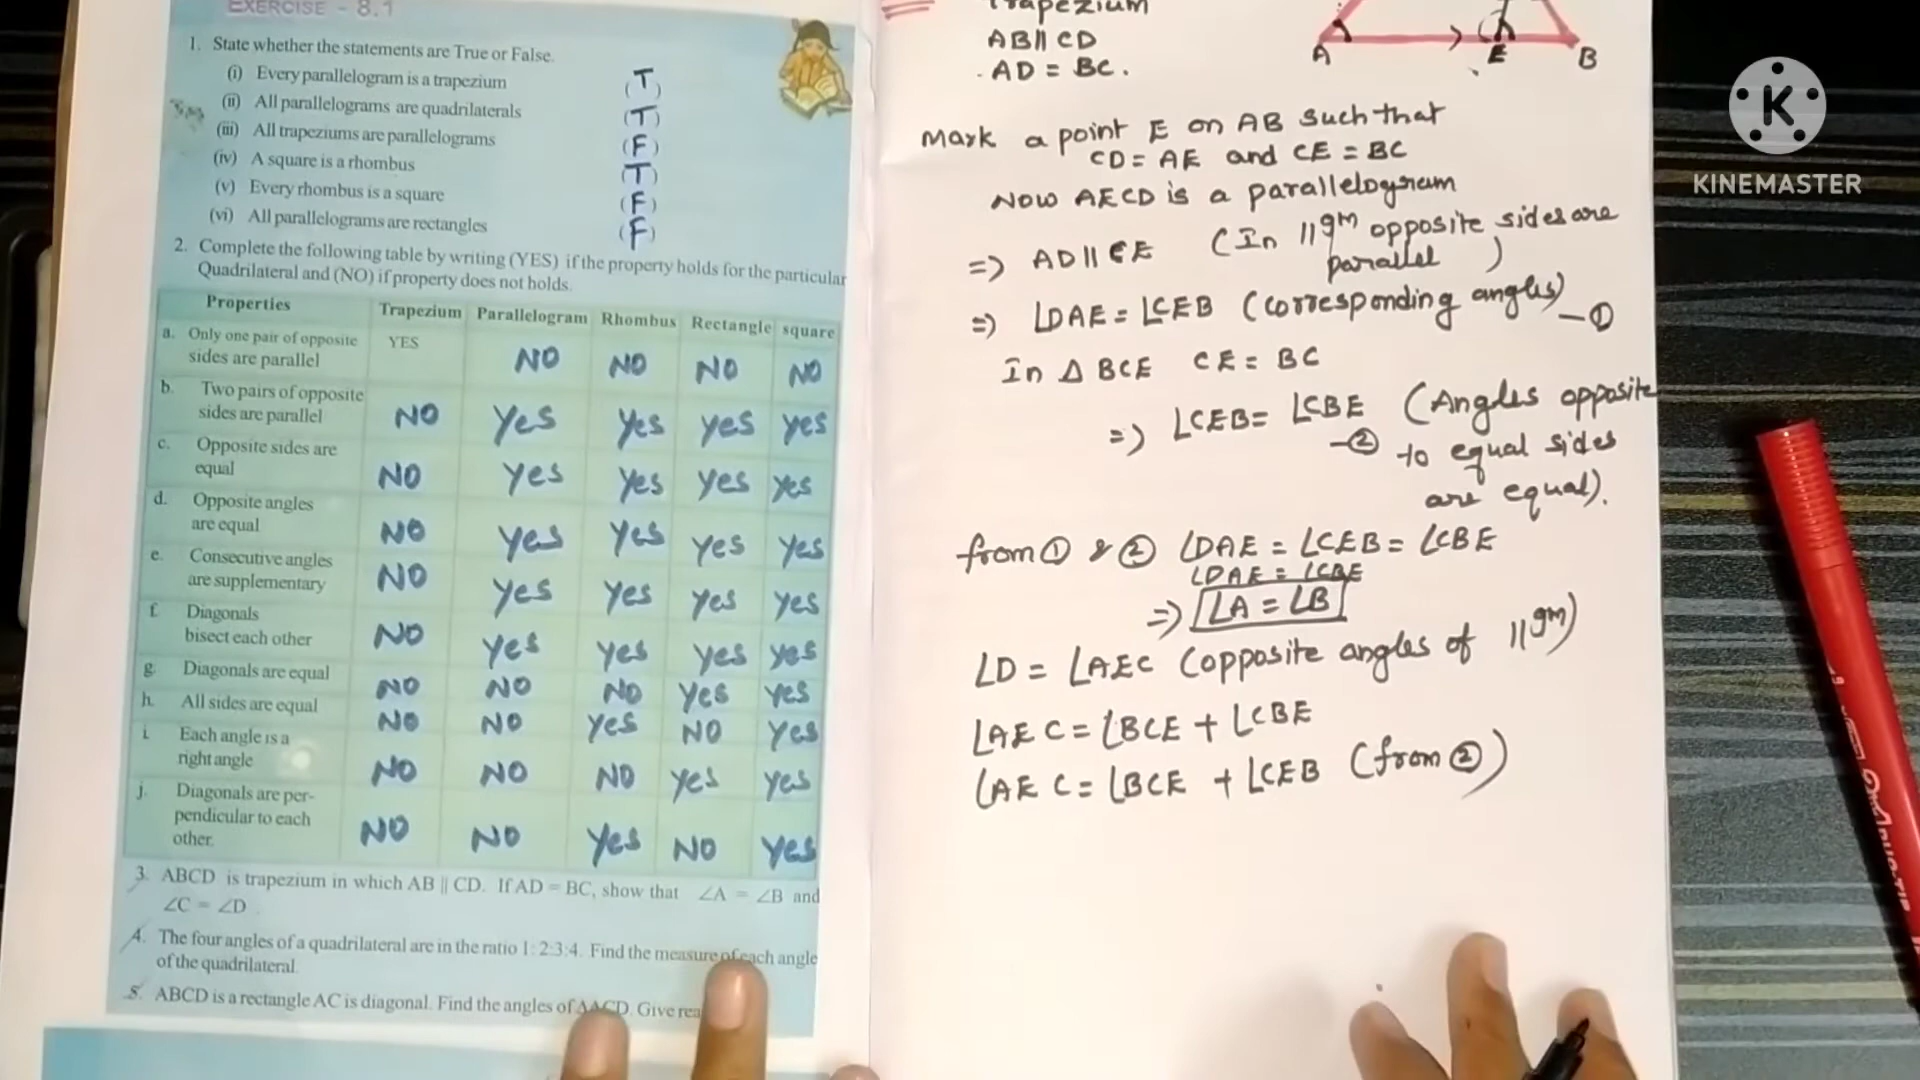 EXERCISE - 8.1
1. State whether the statements are True or False.
(i) Every parallelogram is a trapezium (T)
(ii) All parallelograms are quadrilaterals (T)
(iii) All trapeziums are parallelograms (F)
(iv) A square is a rhombus (T)
(v) Every rhombus is a square (F)
(vi) All parallelograms are rectangles (F)
2. Complete the following table by writing (YES) if the property holds for the particular
Quadrilateral and (NO) if property does not holds.
Properties Trapezium Parallelogram Rhombus Rectangle square
a. Only one pair of opposite
sides are parallel YES NO NO NO NO
b. Two pairs of opposite
sides are parallel NO Yes Yes Yes Yes
c. Opposite sides are
equal NO Yes Yes Yes Yes
d. Opposite angles
are equal NO Yes Yes Yes Yes
e. Consecutive angles
are supplementary NO Yes Yes Yes Yes
f. Diagonals
bisect each other NO Yes Yes Yes Yes
g. Diagonals are equal NO NO NO Yes Yes
h. All sides are equal NO NO Yes NO Yes
i. Each angle is a
right angle NO NO NO Yes Yes
j. Diagonals are per-
pendicular to each
other. NO NO Yes NO Yes
3. ABCD is trapezium in which AB || CD. If AD = BC, show that ∠A = ∠B and
∠C = ∠D
4. The four angles of a quadrilateral are in the ratio 1: 2:3:4. Find the measure of each angle
of the quadrilateral.
5. ABCD is a rectangle AC is diagonal. Find the angles of ΔACD. Give
Trapezium
AB || CD
AD = BC.
A E B
Mark a point E on AB such that
CD = AE and CE = BC
Now AECD is a parallelogram
=> AD || CE (In ||gm opposite sides are
parallel)
=> ∠DAE = ∠CEB (corresponding angles) —①
In Δ BCE CE = BC
=> ∠CEB = ∠CBE (Angles opposite
—② to equal sides
are equal).
from ① & ② ∠DAE = ∠CEB = ∠CBE
∠DAE = ∠CBE
=> ∠A = ∠B
∠D = ∠AEC (opposite angles of ||gm)
∠AEC = ∠BCE + ∠CBE
∠AEC = ∠BCE + ∠CEB (from ②)
K
KINEMASTER